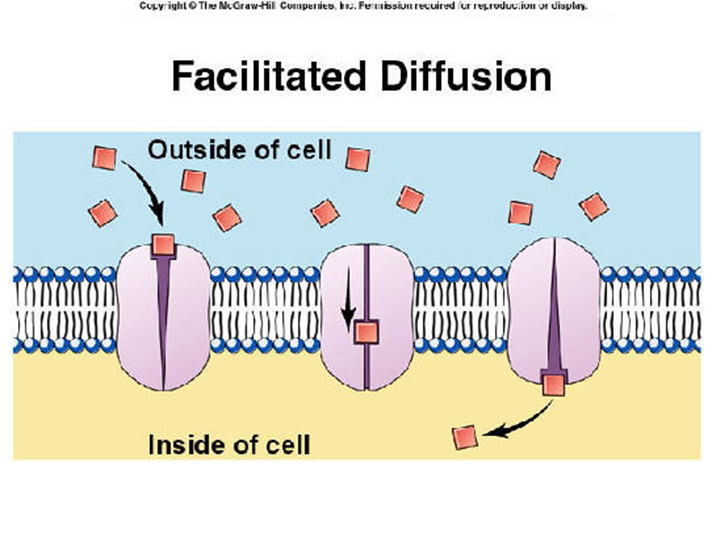 Copyright © The McGraw-Hill Companies, Inc. Permission required for reproduction or display.
Facilitated Diffusion
Outside of cell
Inside of cell